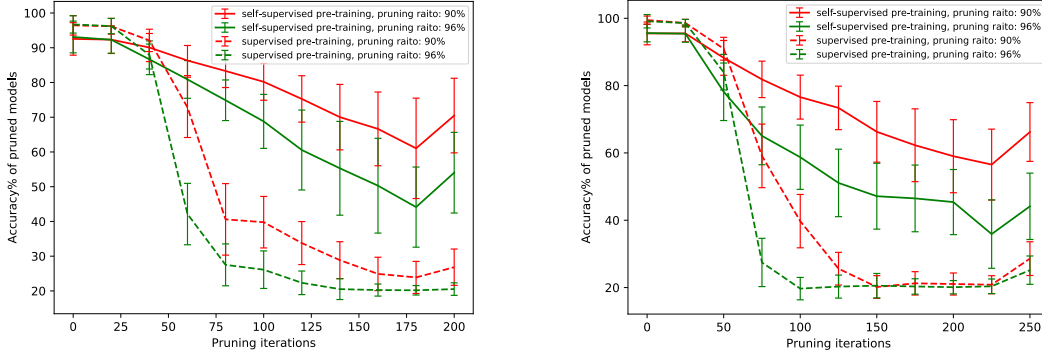 100
90
80
70
60
50
40
30
20
Accuracy% of pruned models
0
25
50
75
100
125
150
175
200
Pruning iterations
self-supervised pre-training, pruning raito: 90%
self-supervised pre-training, pruning raito: 96%
supervised pre-training, pruning raito: 90%
supervised pre-training, pruning raito: 96%
100
80
60
40
20
Accuracy% of pruned models
0
50
100
150
200
250
Pruning iterations
self-supervised pre-training, pruning raito: 90%
self-supervised pre-training, pruning raito: 96%
supervised pre-training, pruning raito: 90%
supervised pre-training, pruning raito: 96%